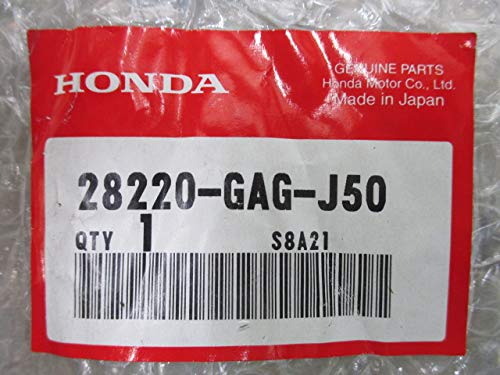 HONDA
GENUINE PARTS
Honda Motor Co., Ltd.
Made in Japan
28220-GAG-J50
QTY 1 S8A21